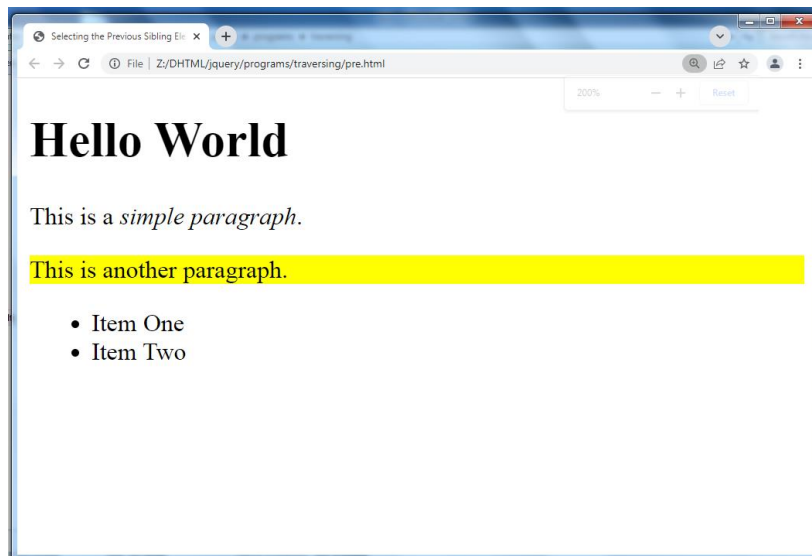 Selecting the Previous Sibling Ele
File | Z:/DHTML/jquery/programs/traversing/pre.html
200% Reset
Hello World
This is a simple paragraph.
This is another paragraph.
• Item One
• Item Two